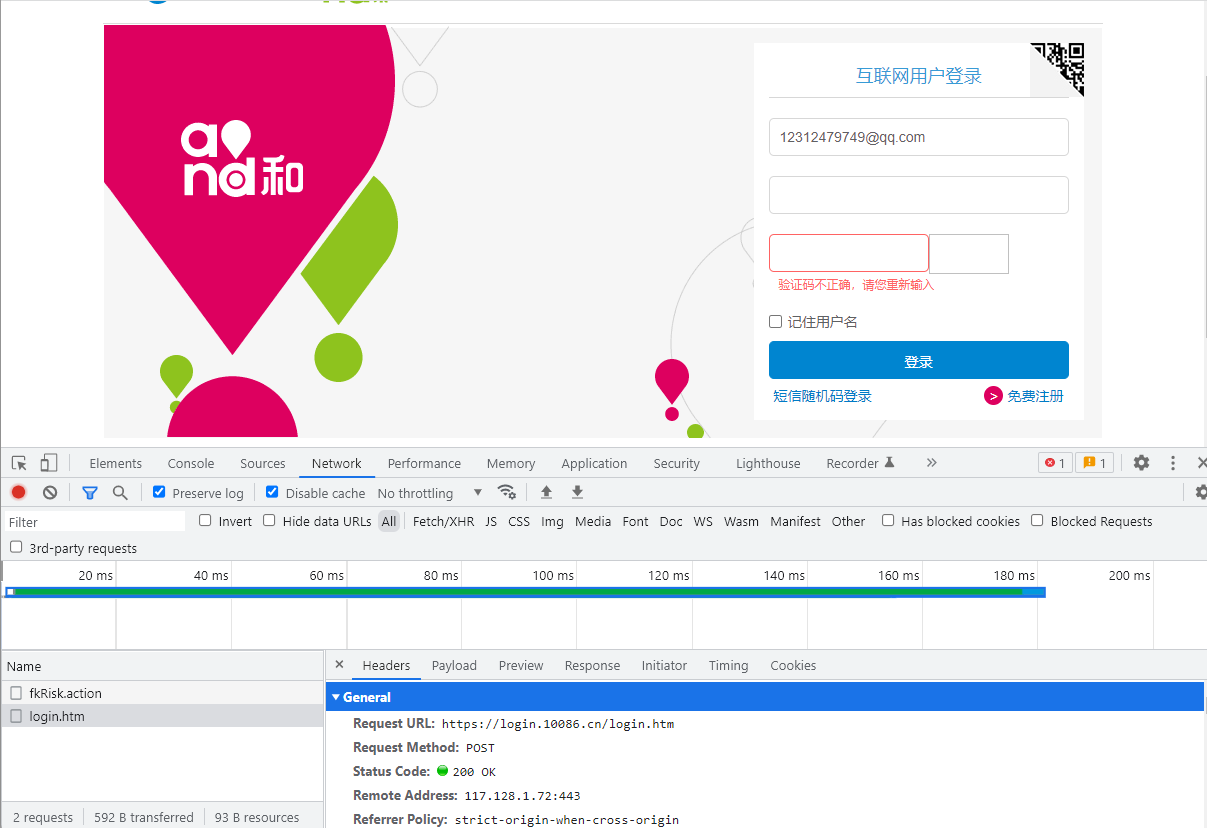 互联网用户登录
and和
12312479749@qq.com
验证码不正确，请您重新输入
记住用户名
登录
短信随机码登录
> 免费注册
Elements Console Sources Network Performance Memory Application Security Lighthouse Recorder » 1 1
Preserve log Disable cache No throttling
Filter Invert Hide data URLs All Fetch/XHR JS CSS Img Media Font Doc WS Wasm Manifest Other Has blocked cookies Blocked Requests
3rd-party requests
20 ms 40 ms 60 ms 80 ms 100 ms 120 ms 140 ms 160 ms 180 ms 200 ms
Name
fkRisk.action
login.htm
2 requests 592 B transferred 93 B resources
× Headers Payload Preview Response Initiator Timing Cookies
General
Request URL: https://login.10086.cn/login.htm
Request Method: POST
Status Code: 200 OK
Remote Address: 117.128.1.72:443
Referrer Policy: strict-origin-when-cross-origin